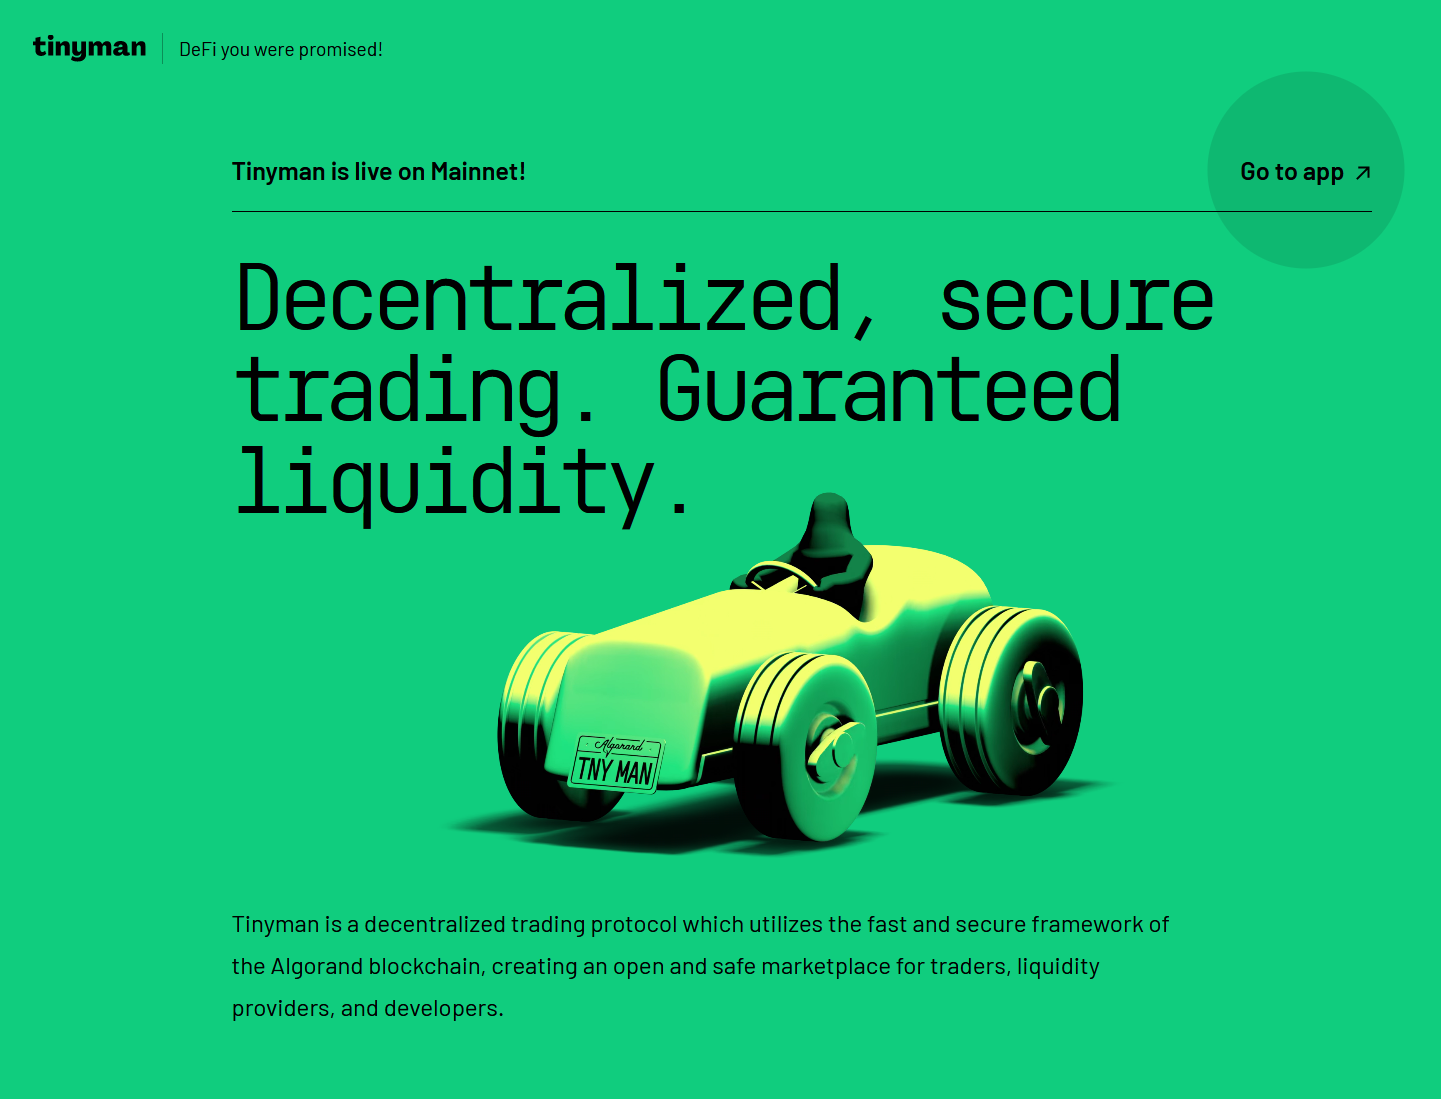 tinyman
DeFi you were promised!
Tinyman is live on Mainnet!
Go to app
Decentralized, secure
trading. Guaranteed
liquidity.
Algorand
TNY MAN
Tinyman is a decentralized trading protocol which utilizes the fast and secure framework of
the Algorand blockchain, creating an open and safe marketplace for traders, liquidity
providers, and developers.